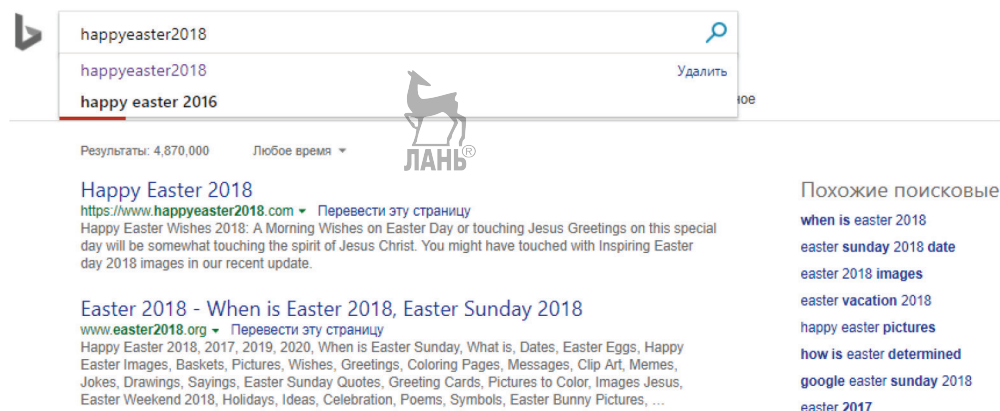 happyeaster2018
happyeaster2018 Удалить
happy easter 2016
ное
ЛАНЬ®
Результаты: 4,870,000 Любое время
Happy Easter 2018
https://www.happyeaster2018.com Перевести эту страницу
Happy Easter Wishes 2018: A Morning Wishes on Easter Day or touching Jesus Greetings on this special
day will be somewhat touching the spirit of Jesus Christ. You might have touched with Inspiring Easter
day 2018 images in our recent update.
Easter 2018 - When is Easter 2018, Easter Sunday 2018
www.easter2018.org Перевести эту страницу
Happy Easter 2018, 2017, 2019, 2020, When is Easter Sunday, What is, Dates, Easter Eggs, Happy
Easter Images, Baskets, Pictures, Wishes, Greetings, Coloring Pages, Messages, Clip Art, Memes,
Jokes, Drawings, Sayings, Easter Sunday Quotes, Greeting Cards, Pictures to Color, Images Jesus,
Easter Weekend 2018, Holidays, Ideas, Celebration, Poems, Symbols, Easter Bunny Pictures, ...
Похожие поисковые
when is easter 2018
easter sunday 2018 date
easter 2018 images
easter vacation 2018
happy easter pictures
how is easter determined
google easter sunday 2018
easter 2017